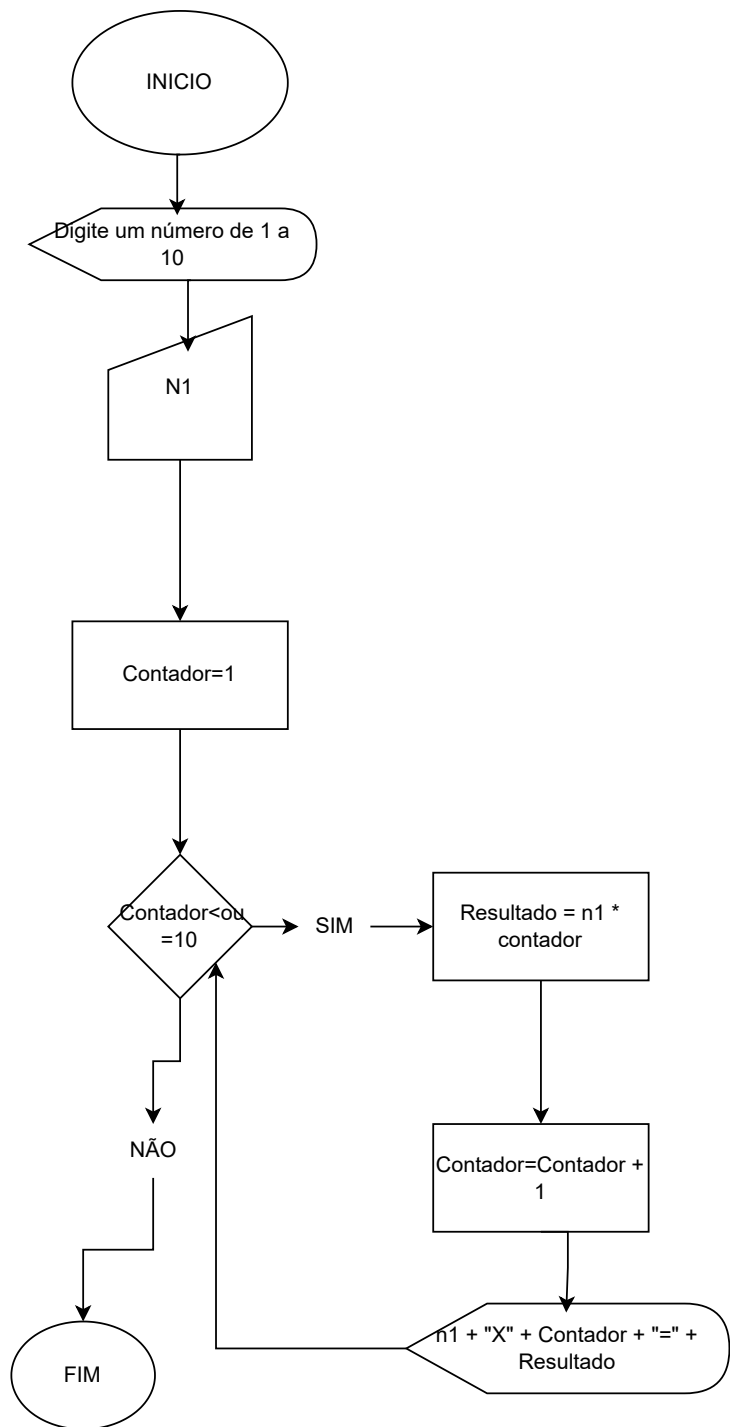 INICIO
Digite um número de 1 a
10
N1
Contador=1
Contador<ou
=10
SIM
Resultado = n1 *
contador
NÃO
Contador=Contador +
1
n1 + "X" + Contador + "=" +
Resultado
FIM